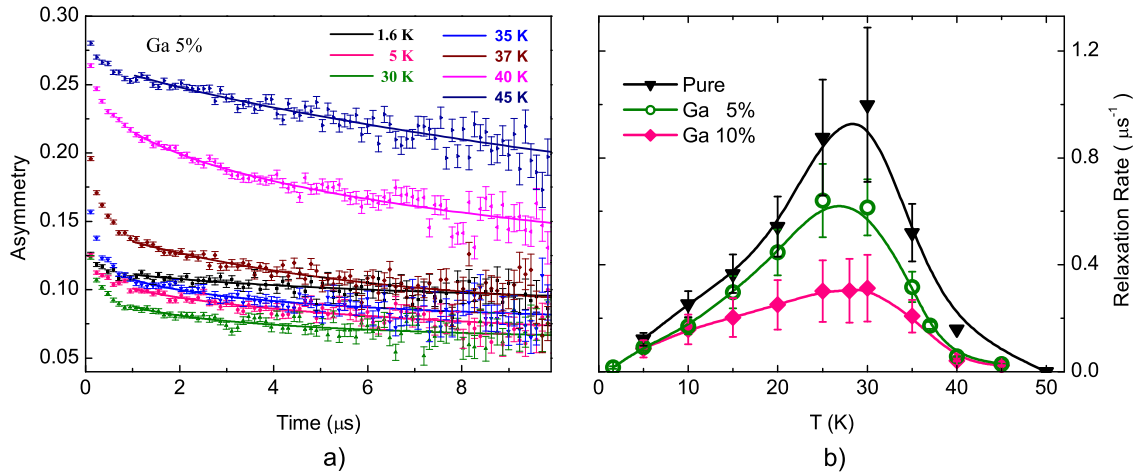 0.30
0.25
0.20
0.15
0.10
0.05
Asymmetry
Ga 5%
1.6 K
5 K
30 K
35 K
37 K
40 K
45 K
0 2 4 6 8
Time (μs)
a)
Pure
Ga 5%
Ga 10%
1.2
0.8
0.4
0.0
Relaxation Rate ( μs⁻¹)
0 10 20 30 40 50
T (K)
b)